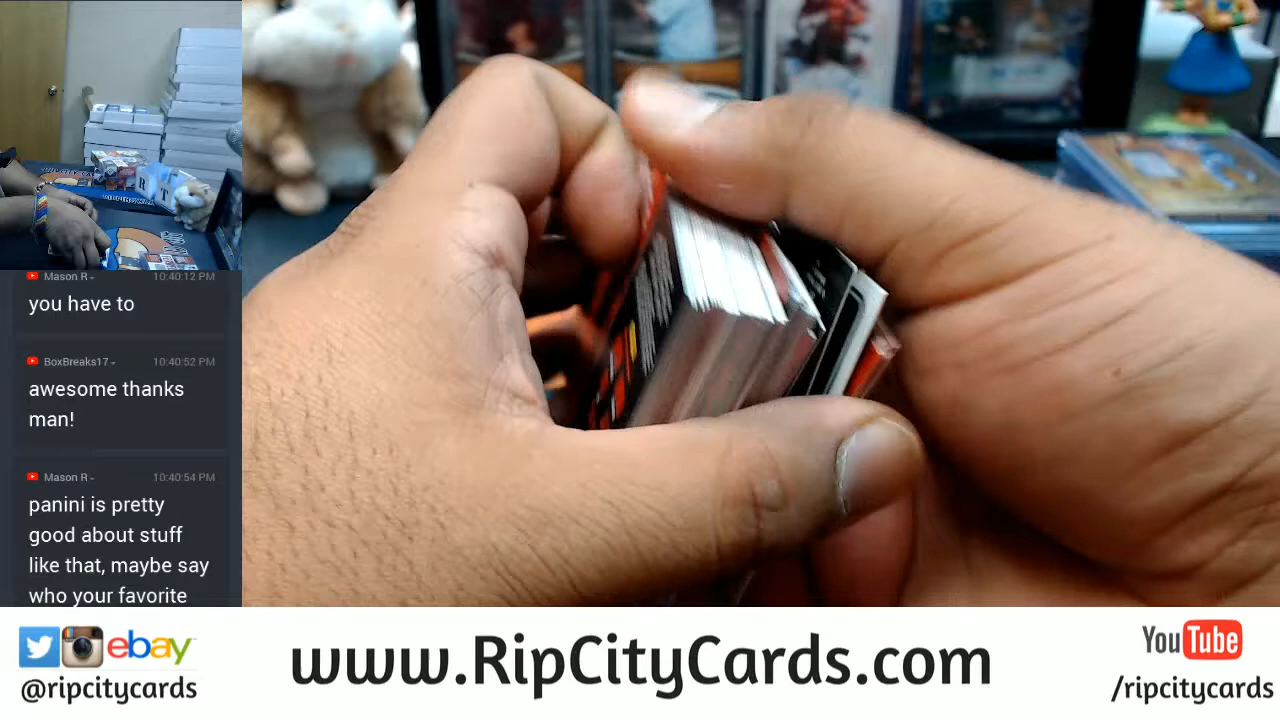 Mason R 10:40:12 PM
you have to
BoxBreaks17 10:40:52 PM
awesome thanks
man!
Mason R 10:40:54 PM
panini is pretty
good about stuff
like that, maybe say
who your favorite
R T
ebay
@ripcitycards
www.RipCityCards.com
YouTube
/ripcitycards